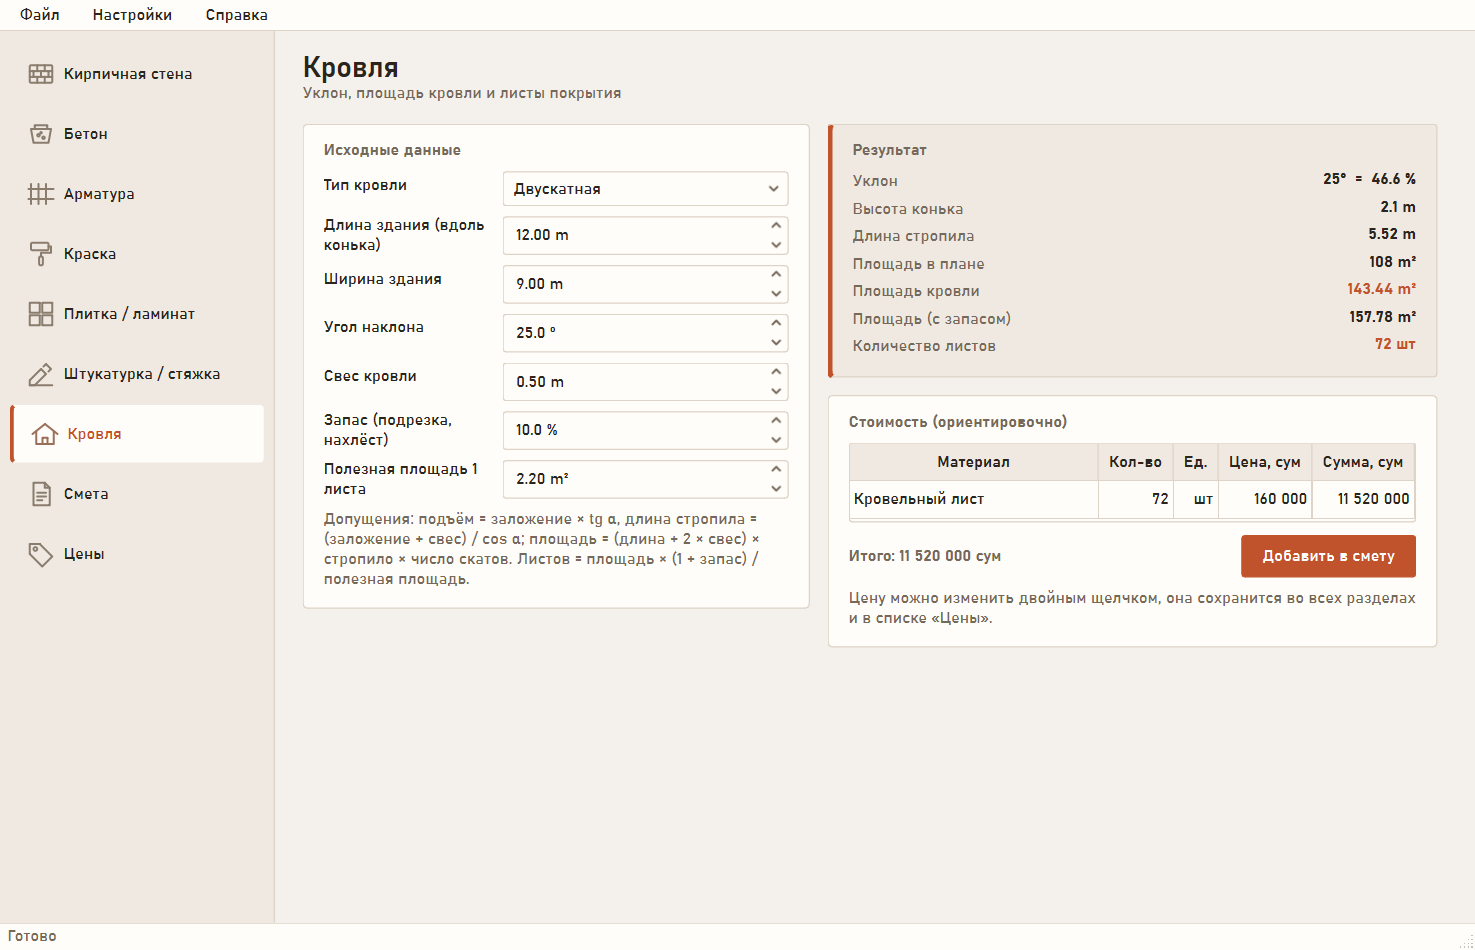 Файл Настройки Справка
Кирпичная стена
Бетон
Арматура
Краска
Плитка / ламинат
Штукатурка / стяжка
Кровля
Смета
Цены
Кровля
Уклон, площадь кровли и листы покрытия
Исходные данные
Тип кровли Двускатная
Длина здания (вдоль
конька) 12.00 m
Ширина здания 9.00 m
Угол наклона 25.0 °
Свес кровли 0.50 m
Запас (подрезка,
нахлёст) 10.0 %
Полезная площадь 1
листа 2.20 m²
Допущения: подъём = заложение × tg α, длина стропила =
(заложение + свес) / cos α; площадь = (длина + 2 × свес) ×
стропило × число скатов. Листов = площадь × (1 + запас) /
полезная площадь.
Результат
Уклон 25° = 46.6 %
Высота конька 2.1 m
Длина стропила 5.52 m
Площадь в плане 108 m²
Площадь кровли 143.44 m²
Площадь (с запасом) 157.78 m²
Количество листов 72 шт
Стоимость (ориентировочно)
Материал Кол-во Ед. Цена, сум Сумма, сум
Кровельный лист 72 шт 160 000 11 520 000
Итого: 11 520 000 сум Добавить в смету
Цену можно изменить двойным щелчком, она сохранится во всех разделах
и в списке «Цены».
Готово